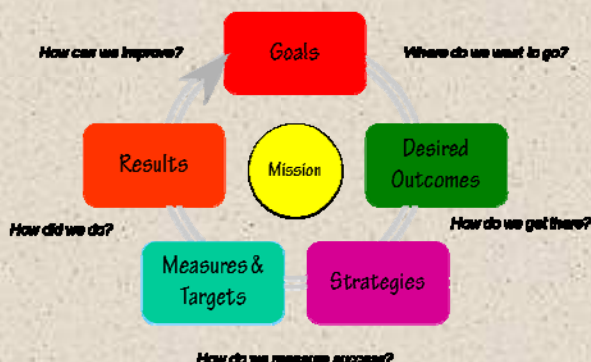 How can we improve?
Goals
Where do we want to go?
Results
Mission
Desired
Outcomes
How did we do?
How do we get there?
Measures &
Targets
Strategies
How do we measure success?